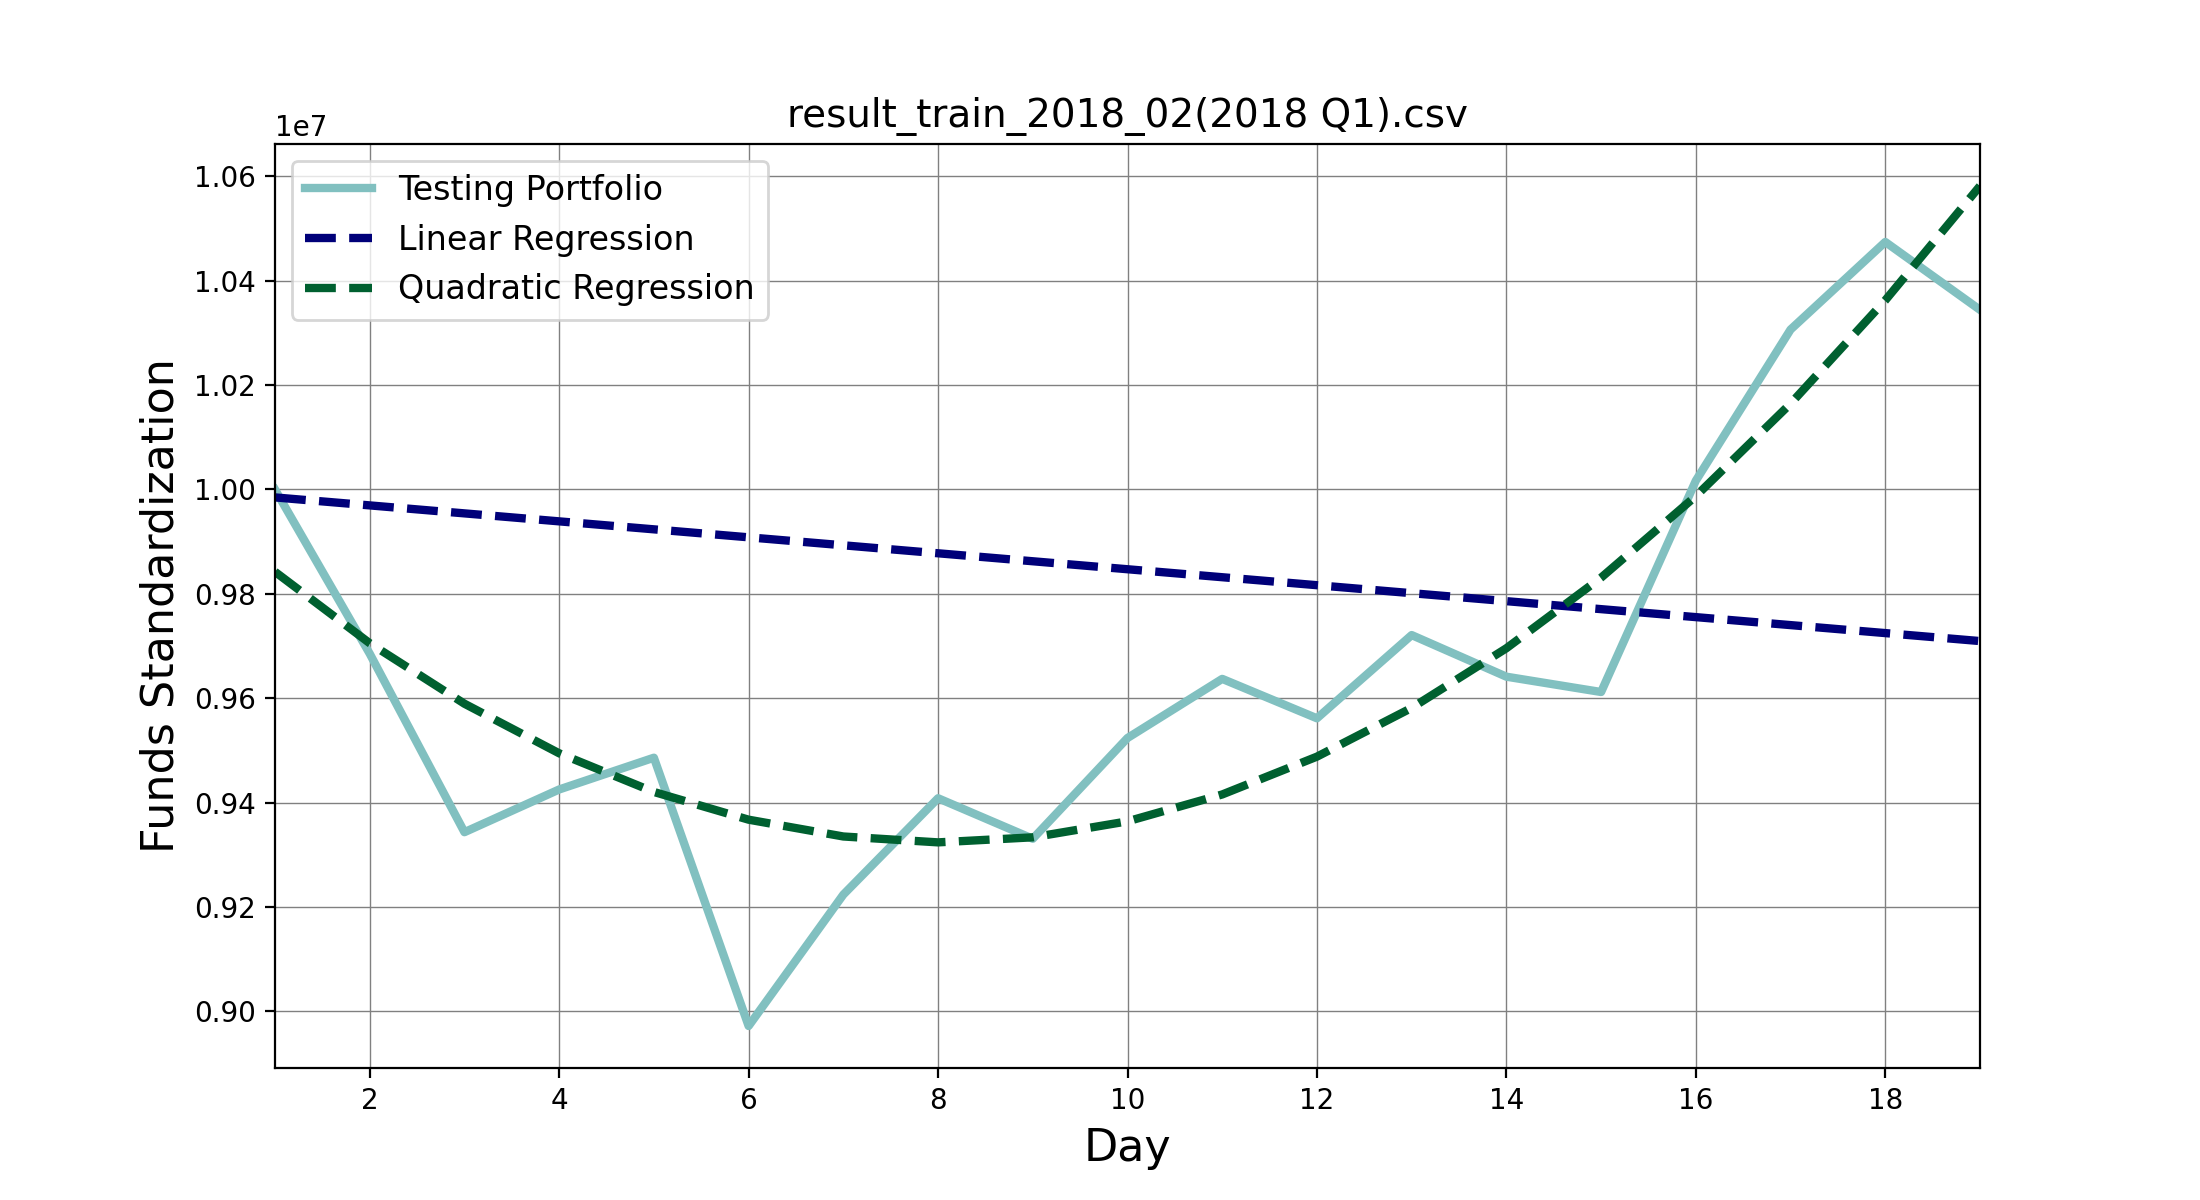 result_train_2018_02(2018 Q1).csv
1e7
1.06
1.04
1.02
1.00
0.98
0.96
0.94
0.92
0.90
Funds Standardization
Testing Portfolio
Linear Regression
Quadratic Regression
2 4 6 8 10 12 14 16 18
Day